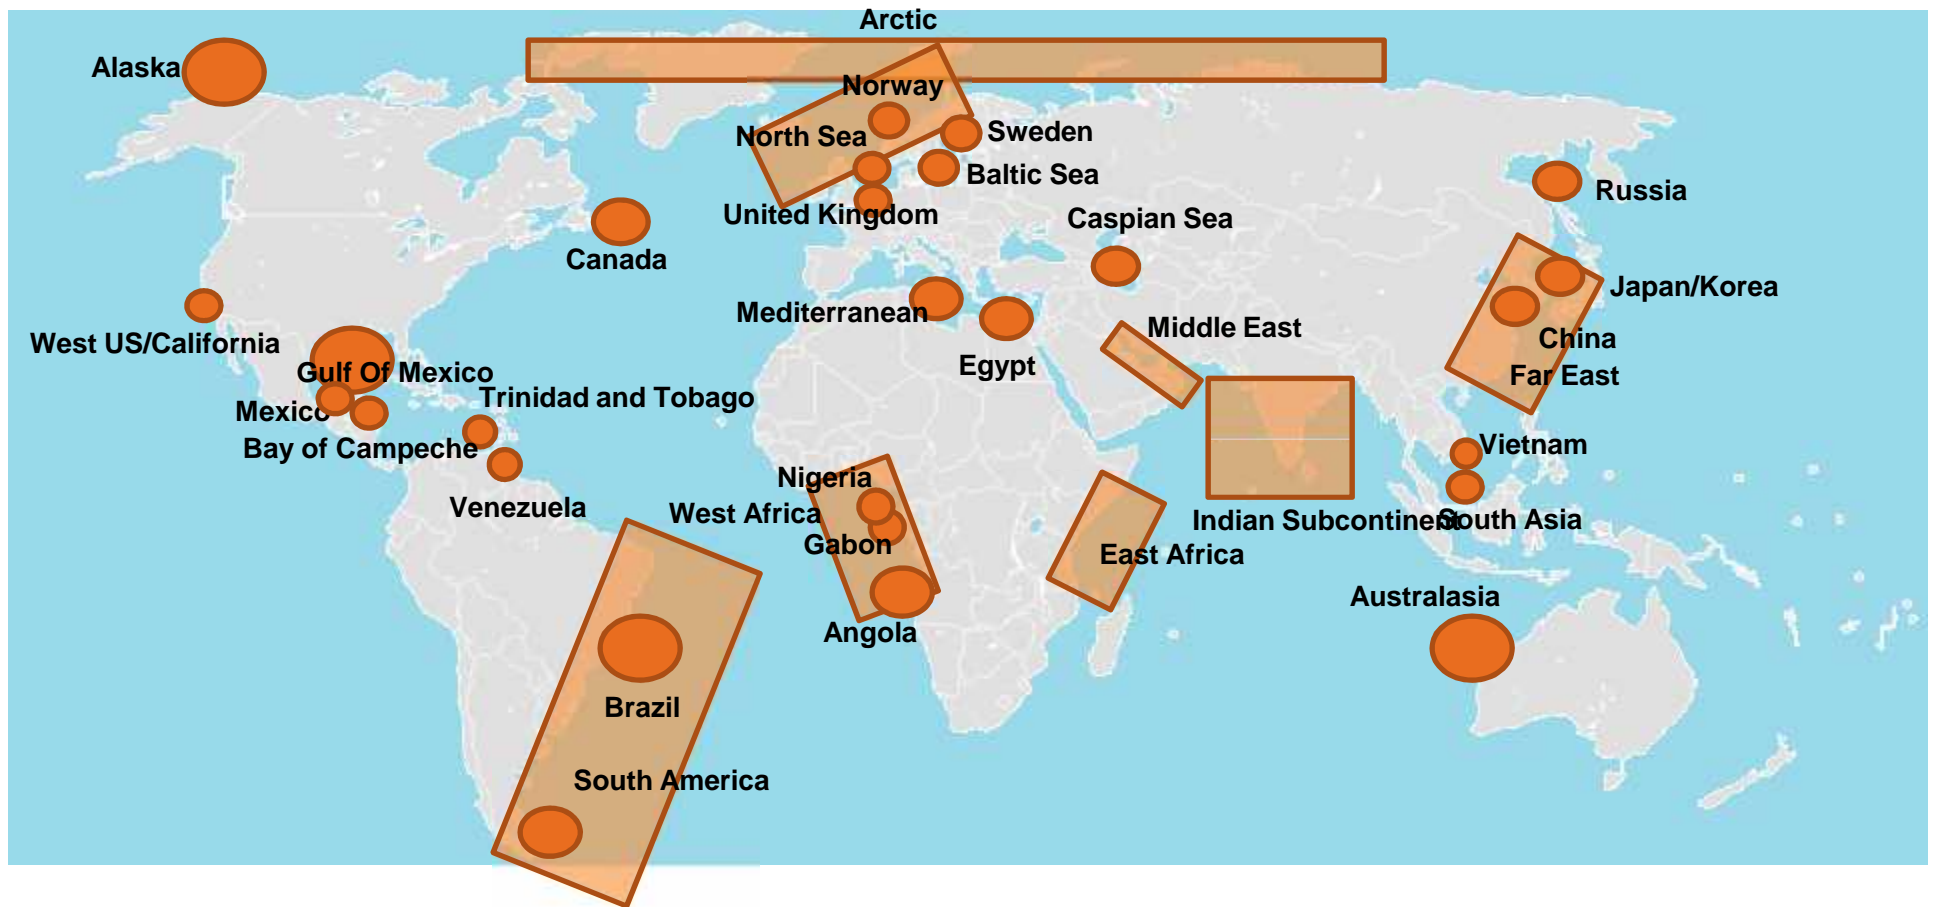 Arctic
Alaska
Norway
North Sea
Sweden
Baltic Sea
Russia
United Kingdom
Caspian Sea
Canada
Japan/Korea
Mediterranean
Middle East
West US/California
China
Egypt
Gulf Of Mexico
Far East
Trinidad and Tobago
Mexico
Bay of Campeche
Vietnam
Nigeria
Venezuela
West Africa
Indian Subcontinent
South Asia
Gabon
East Africa
Australasia
Angola
Brazil
South America